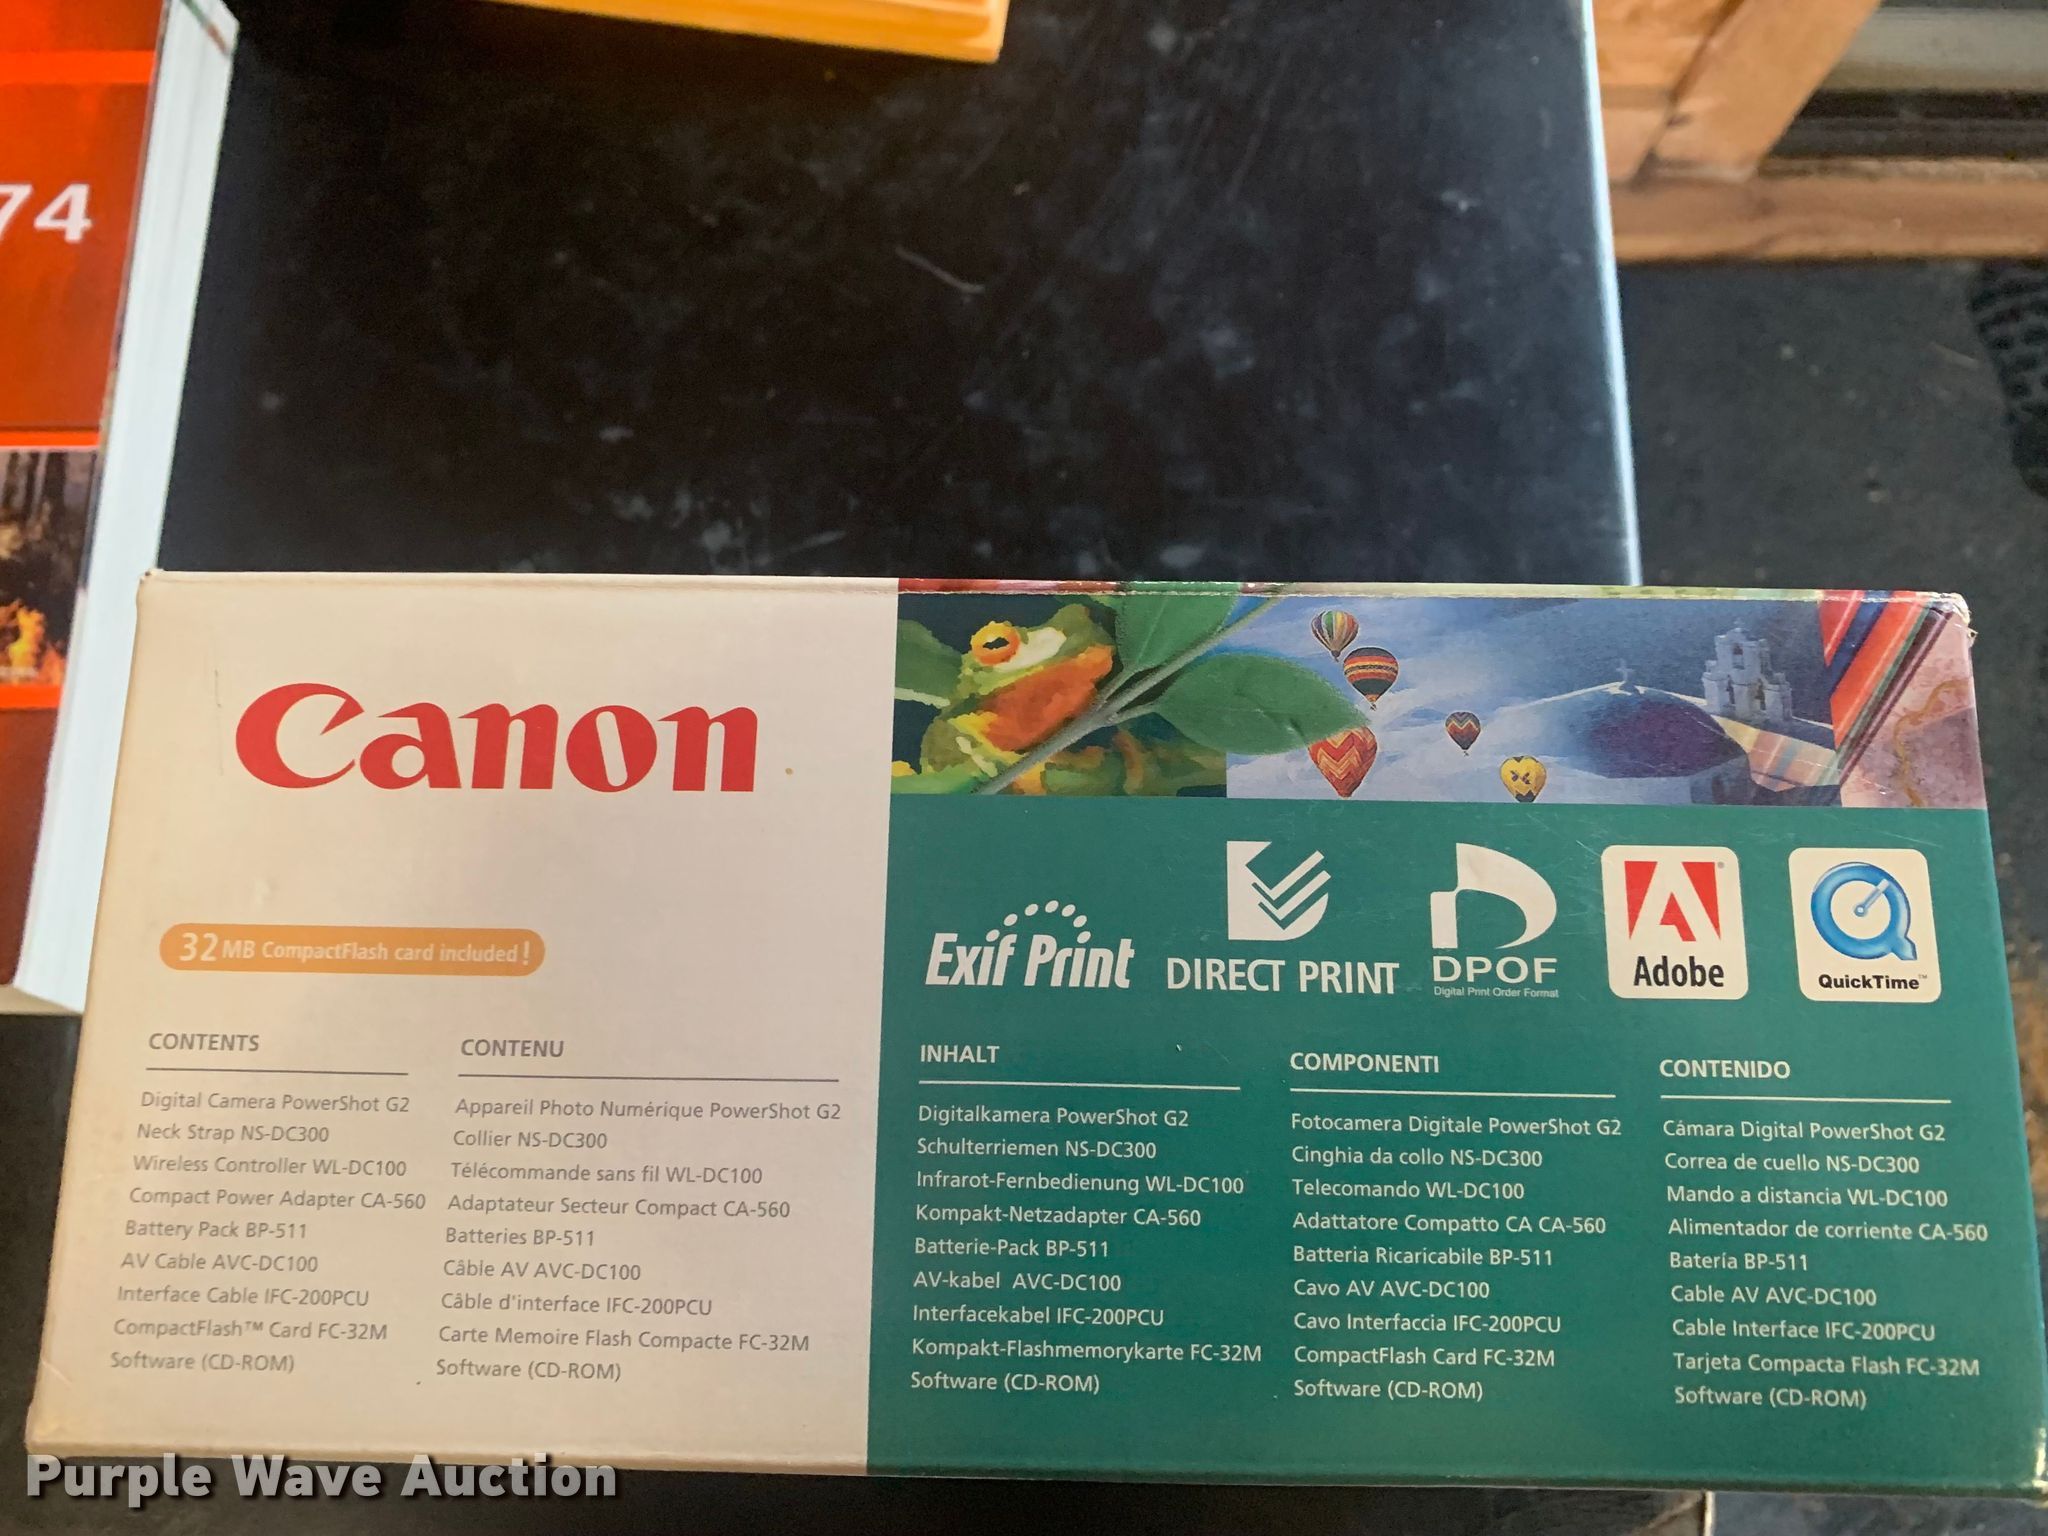 74
Canon
32 MB CompactFlash card included!
Exif Print
DIRECT PRINT
DPOF
Digital Print Order Format
Adobe
QuickTime™
CONTENTS
Digital Camera PowerShot G2
Neck Strap NS-DC300
Wireless Controller WL-DC100
Compact Power Adapter CA-560
Battery Pack BP-511
AV Cable AVC-DC100
Interface Cable IFC-200PCU
CompactFlash™ Card FC-32M
Software (CD-ROM)
CONTENU
Appareil Photo Numérique PowerShot G2
Collier NS-DC300
Télécommande sans fil WL-DC100
Adaptateur Secteur Compact CA-560
Batteries BP-511
Câble AV AVC-DC100
Câble d'interface IFC-200PCU
Carte Memoire Flash Compacte FC-32M
Software (CD-ROM)
INHALT
Digitalkamera PowerShot G2
Schulterriemen NS-DC300
Infrarot-Fernbedienung WL-DC100
Kompakt-Netzadapter CA-560
Batterie-Pack BP-511
AV-kabel AVC-DC100
Interfacekabel IFC-200PCU
Kompakt-Flashmemorykarte FC-32M
Software (CD-ROM)
COMPONENTI
Fotocamera Digitale PowerShot G2
Cinghia da collo NS-DC300
Telecomando WL-DC100
Adattatore Compatto CA CA-560
Batteria Ricaricabile BP-511
Cavo AV AVC-DC100
Cavo Interfaccia IFC-200PCU
CompactFlash Card FC-32M
Software (CD-ROM)
CONTENIDO
Cámara Digital PowerShot G2
Correa de cuello NS-DC300
Mando a distancia WL-DC100
Alimentador de corriente CA-560
Batería BP-511
Cable AV AVC-DC100
Cable Interface IFC-200PCU
Tarjeta Compacta Flash FC-32M
Software (CD-ROM)
Purple Wave Auction